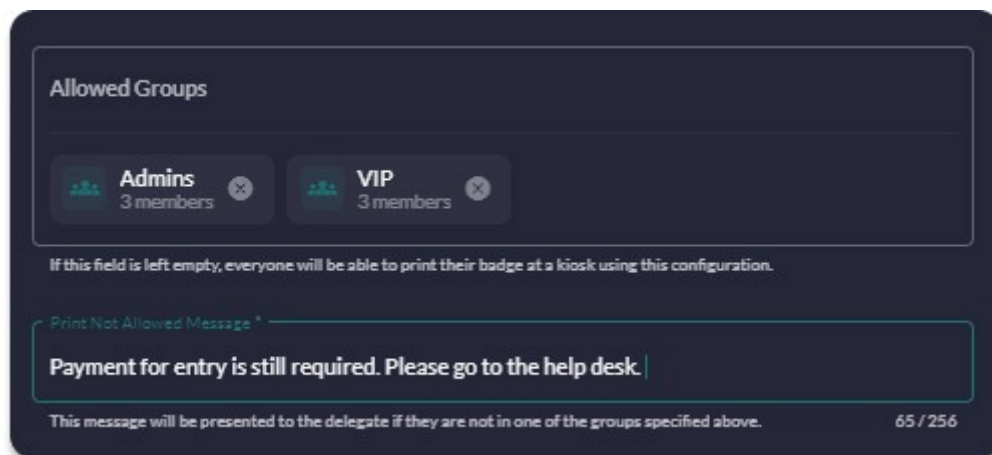 Allowed Groups
Admins
3 members
VIP
3 members
If this field is left empty, everyone will be able to print their badge at a kiosk using this configuration.
Print Not Allowed Message *
Payment for entry is still required. Please go to the help desk.
This message will be presented to the delegate if they are not in one of the groups specified above.
65 / 256